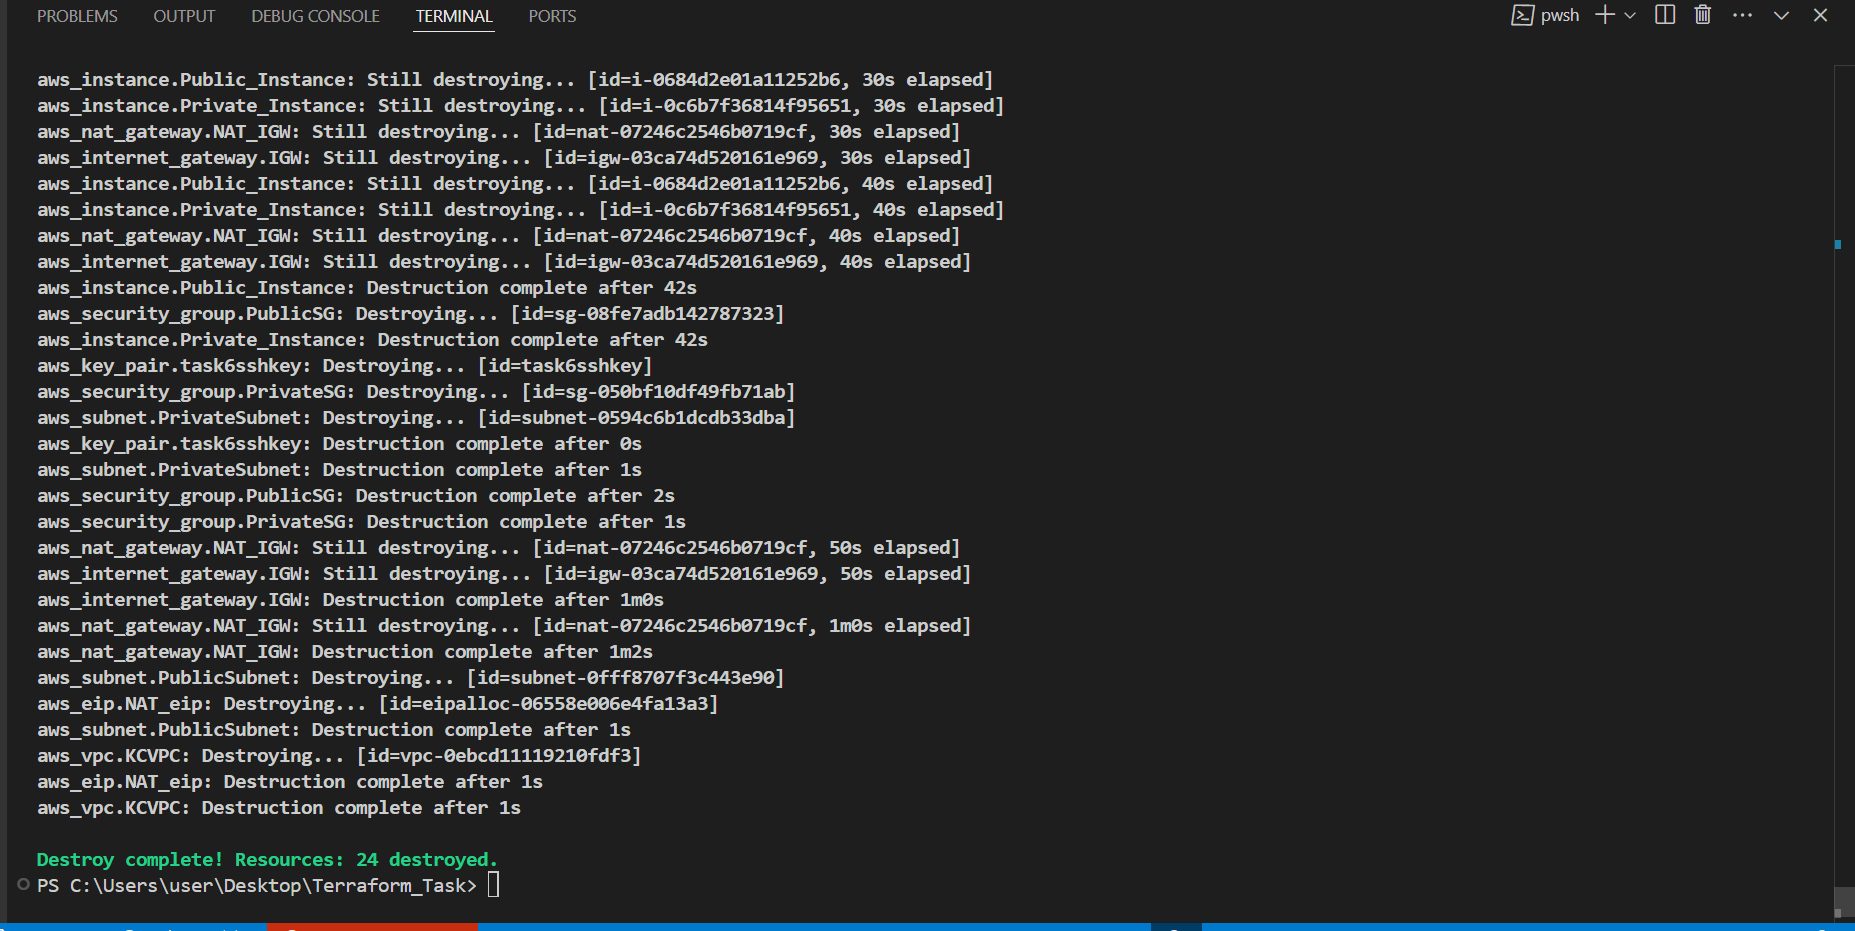 PROBLEMS OUTPUT DEBUG CONSOLE TERMINAL PORTS pwsh
aws_instance.Public_Instance: Still destroying... [id=i-0684d2e01a11252b6, 30s elapsed]
aws_instance.Private_Instance: Still destroying... [id=i-0c6b7f36814f95651, 30s elapsed]
aws_nat_gateway.NAT_IGW: Still destroying... [id=nat-07246c2546b0719cf, 30s elapsed]
aws_internet_gateway.IGW: Still destroying... [id=igw-03ca74d520161e969, 30s elapsed]
aws_instance.Public_Instance: Still destroying... [id=i-0684d2e01a11252b6, 40s elapsed]
aws_instance.Private_Instance: Still destroying... [id=i-0c6b7f36814f95651, 40s elapsed]
aws_nat_gateway.NAT_IGW: Still destroying... [id=nat-07246c2546b0719cf, 40s elapsed]
aws_internet_gateway.IGW: Still destroying... [id=igw-03ca74d520161e969, 40s elapsed]
aws_instance.Public_Instance: Destruction complete after 42s
aws_security_group.PublicSG: Destroying... [id=sg-08fe7adb142787323]
aws_instance.Private_Instance: Destruction complete after 42s
aws_key_pair.task6sshkey: Destroying... [id=task6sshkey]
aws_security_group.PrivateSG: Destroying... [id=sg-050bf10df49fb71ab]
aws_subnet.PrivateSubnet: Destroying... [id=subnet-0594c6b1dcdb33dba]
aws_key_pair.task6sshkey: Destruction complete after 0s
aws_subnet.PrivateSubnet: Destruction complete after 1s
aws_security_group.PublicSG: Destruction complete after 2s
aws_security_group.PrivateSG: Destruction complete after 1s
aws_nat_gateway.NAT_IGW: Still destroying... [id=nat-07246c2546b0719cf, 50s elapsed]
aws_internet_gateway.IGW: Still destroying... [id=igw-03ca74d520161e969, 50s elapsed]
aws_internet_gateway.IGW: Destruction complete after 1m0s
aws_nat_gateway.NAT_IGW: Still destroying... [id=nat-07246c2546b0719cf, 1m0s elapsed]
aws_nat_gateway.NAT_IGW: Destruction complete after 1m2s
aws_subnet.PublicSubnet: Destroying... [id=subnet-0fff8707f3c443e90]
aws_eip.NAT_eip: Destroying... [id=eipalloc-06558e006e4fa13a3]
aws_subnet.PublicSubnet: Destruction complete after 1s
aws_vpc.KCVPC: Destroying... [id=vpc-0ebcd11119210fdf3]
aws_eip.NAT_eip: Destruction complete after 1s
aws_vpc.KCVPC: Destruction complete after 1s
Destroy complete! Resources: 24 destroyed.
PS C:\Users\user\Desktop\Terraform_Task>